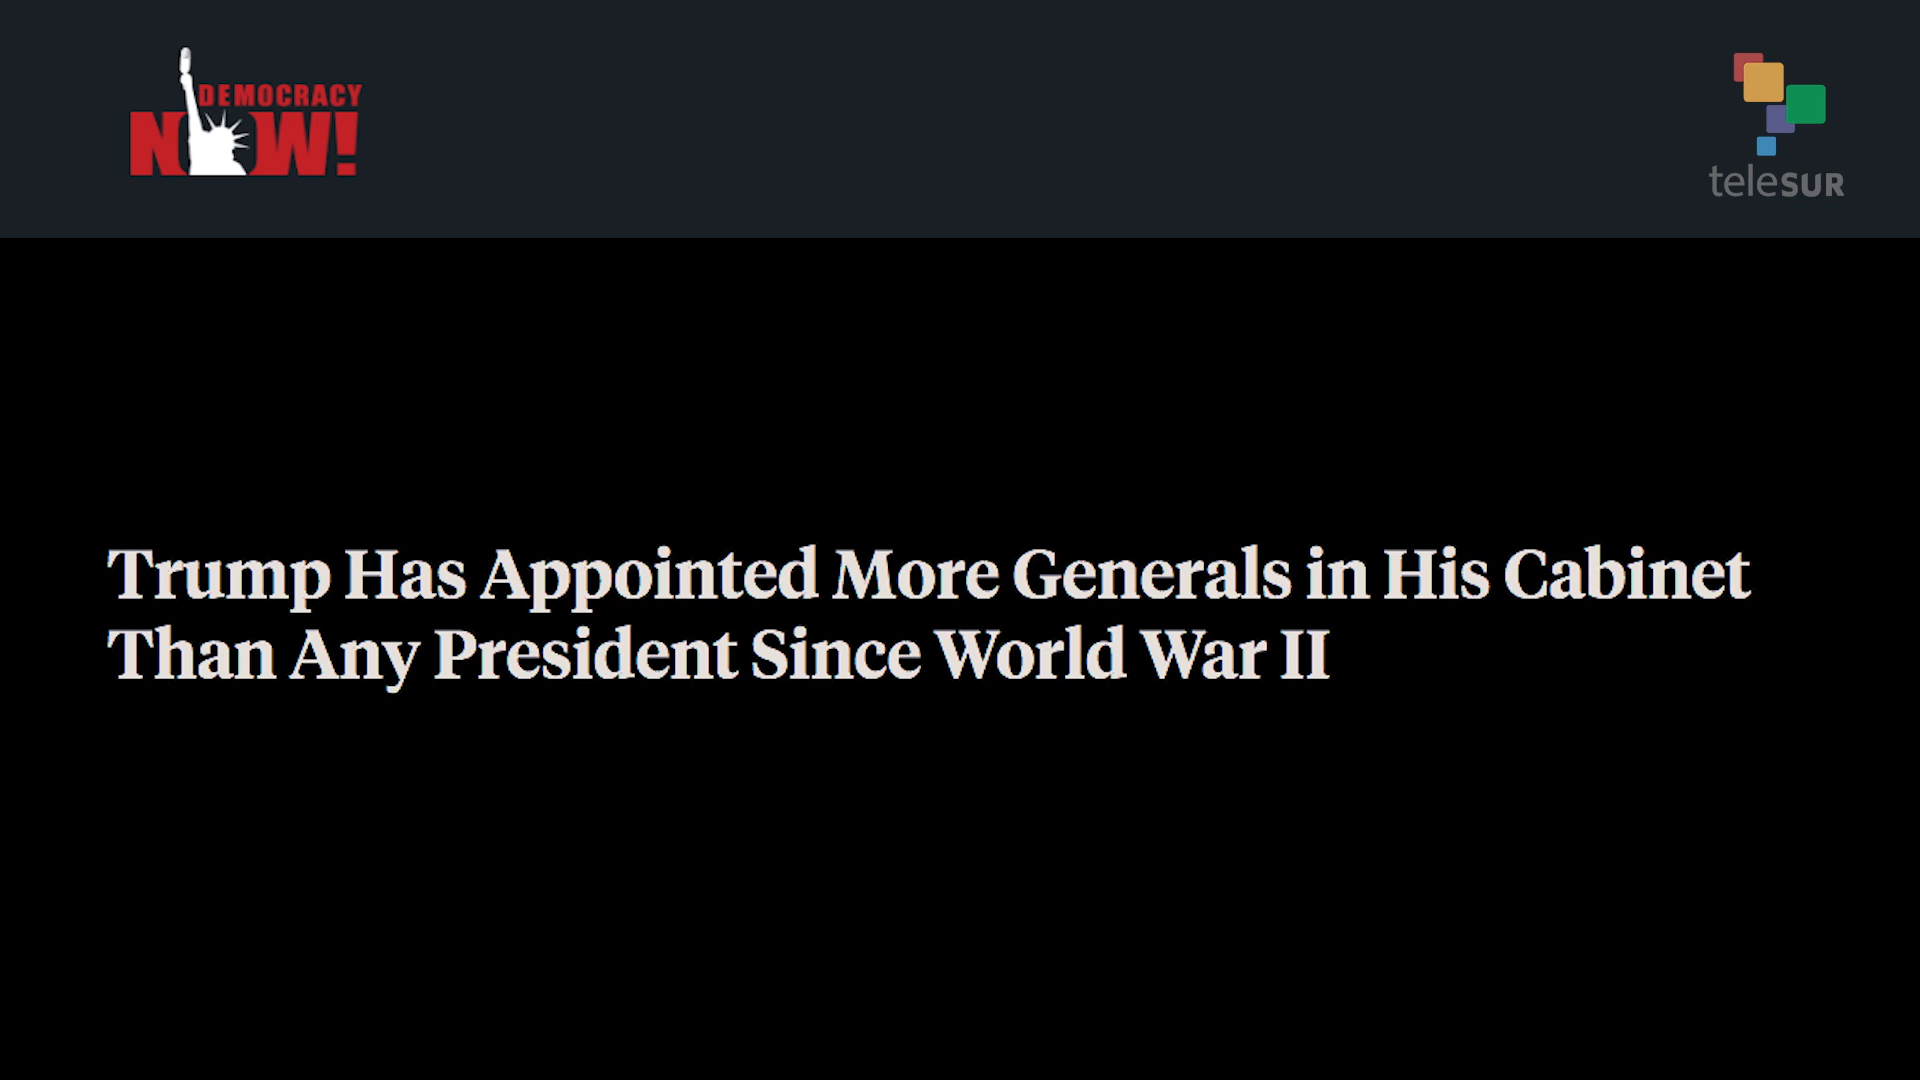 DEMOCRACY
NOW!
teleSUR
Trump Has Appointed More Generals in His Cabinet
Than Any President Since World War II